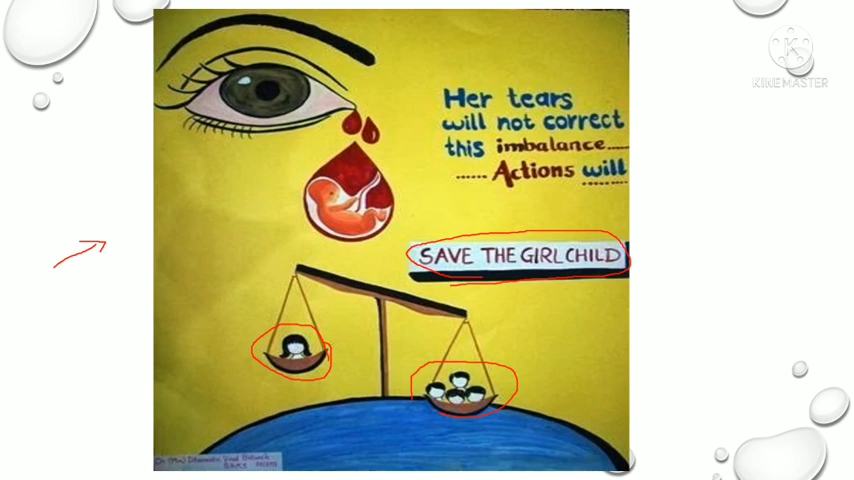 KINEMASTER
Her tears
will not correct
this imbalance.....
...... Actions will
SAVE THE GIRL CHILD